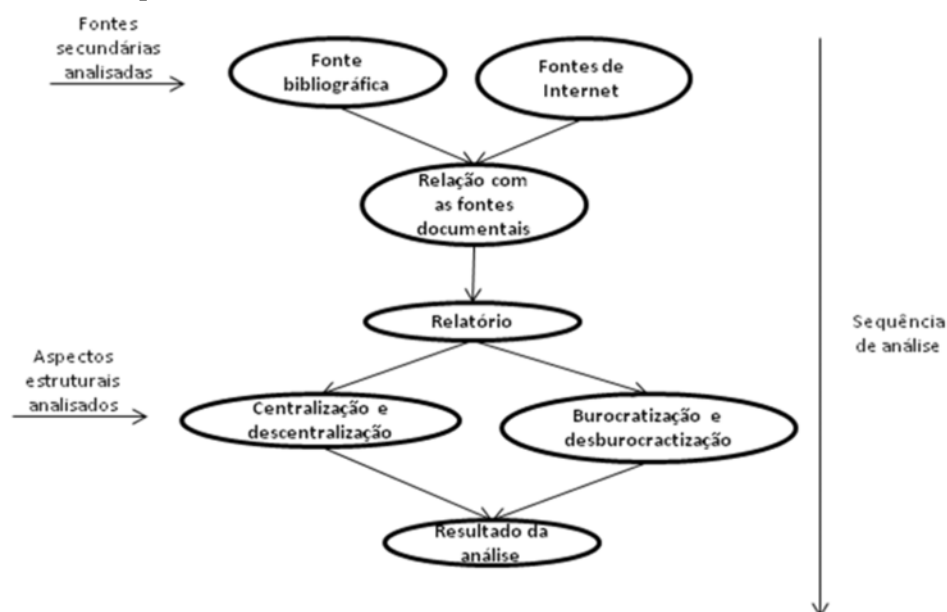 Fontes
secundárias
analisadas
Fonte
bibliográfica
Fontes de
Internet
Relação com
as fontes
documentais
Relatório
Sequência
de análise
Aspectos
estruturais
analisados
Centralização e
descentralização
Burocratização e
desburocractização
Resultado da
análise